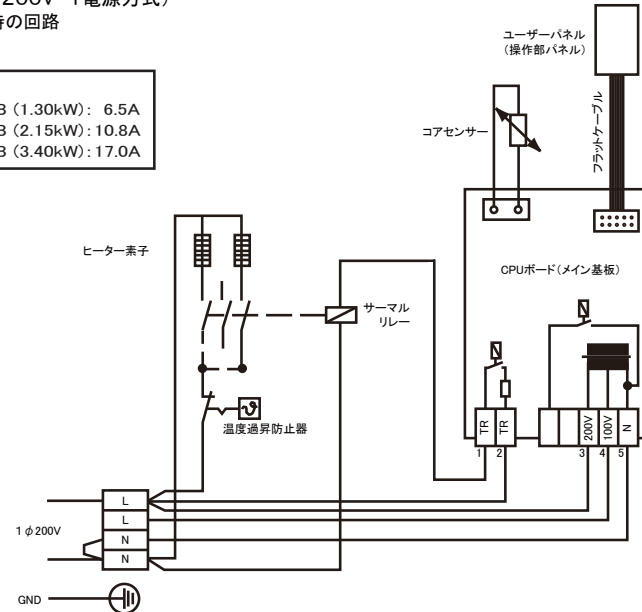 200V 1電源方式)
時の回路
B (1.30kW): 6.5A
B (2.15kW): 10.8A
B (3.40kW): 17.0A
ユーザーパネル
(操作部パネル)
コアセンサー
フラットケーブル
ヒーター素子
CPUボード(メイン基板)
サーマル
リレー
温度過昇防止器
TR
TR
200V
100V
N
1
2
3
4
5
1φ200V
L
L
N
N
GND